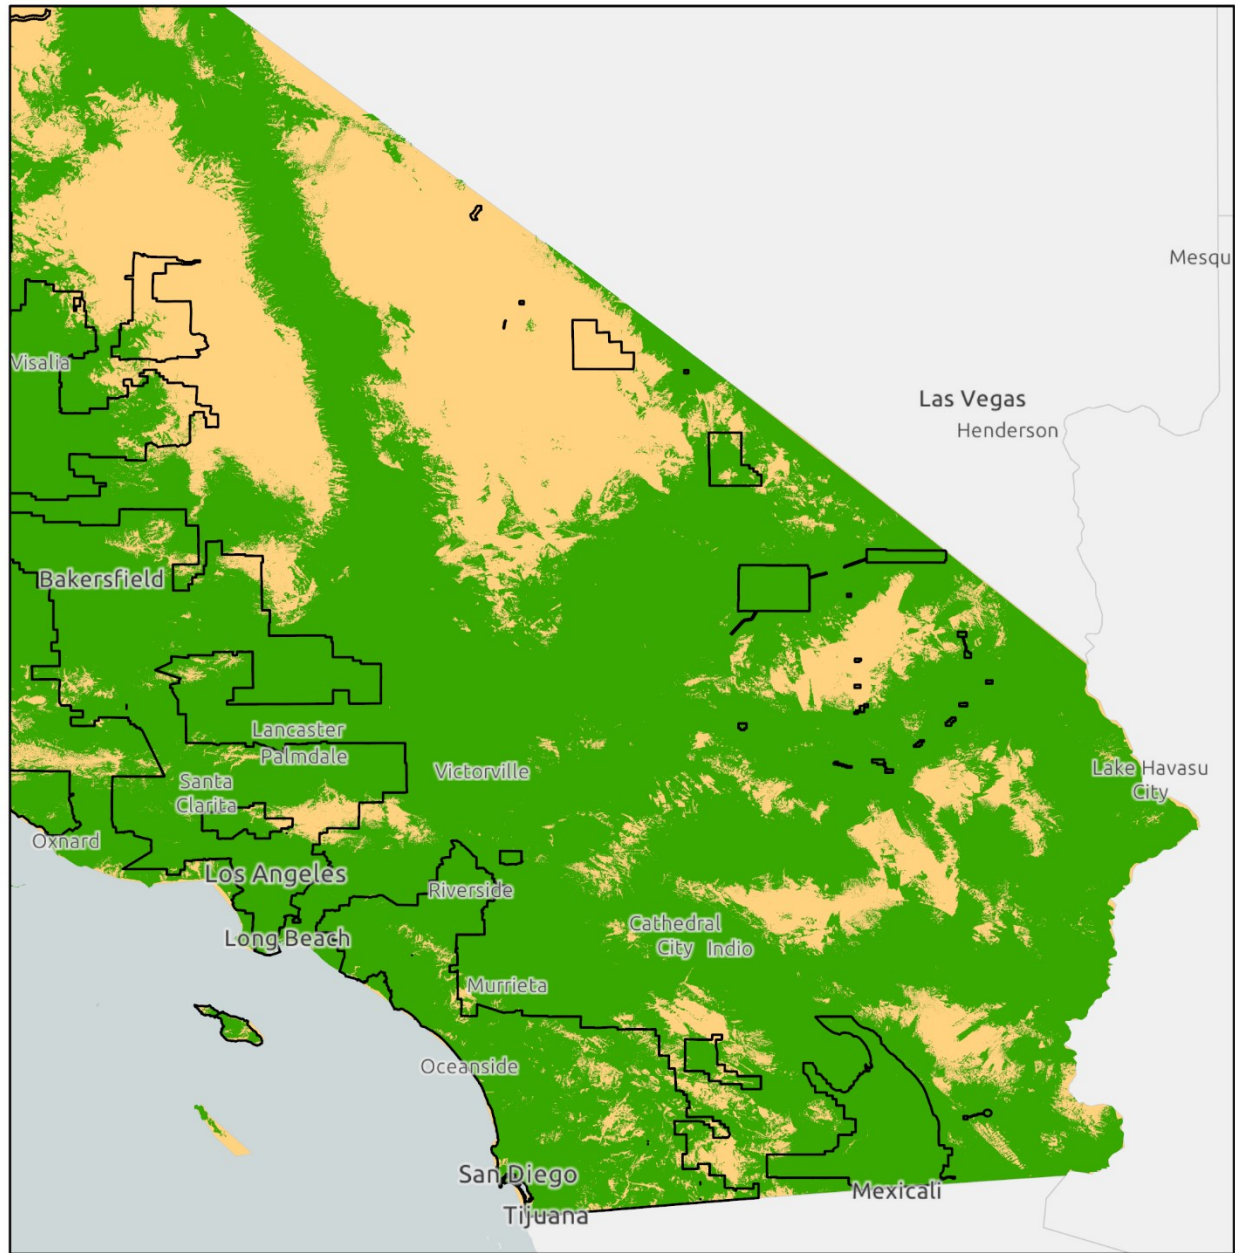 Mesqu
Visalia
Las Vegas
Henderson
Bakersfield
Lancaster
Palmdale
Victorville
Santa
Clarita
Lake Havasu
City
Oxnard
Los Angeles
Riverside
Long Beach
Cathedral
City
Indio
Murrieta
Oceanside
San Diego
Mexicali
Tijuana